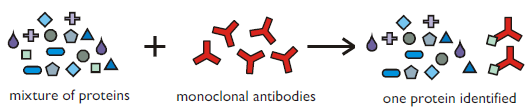 mixture of proteins
monoclonal antibodies
one protein identified